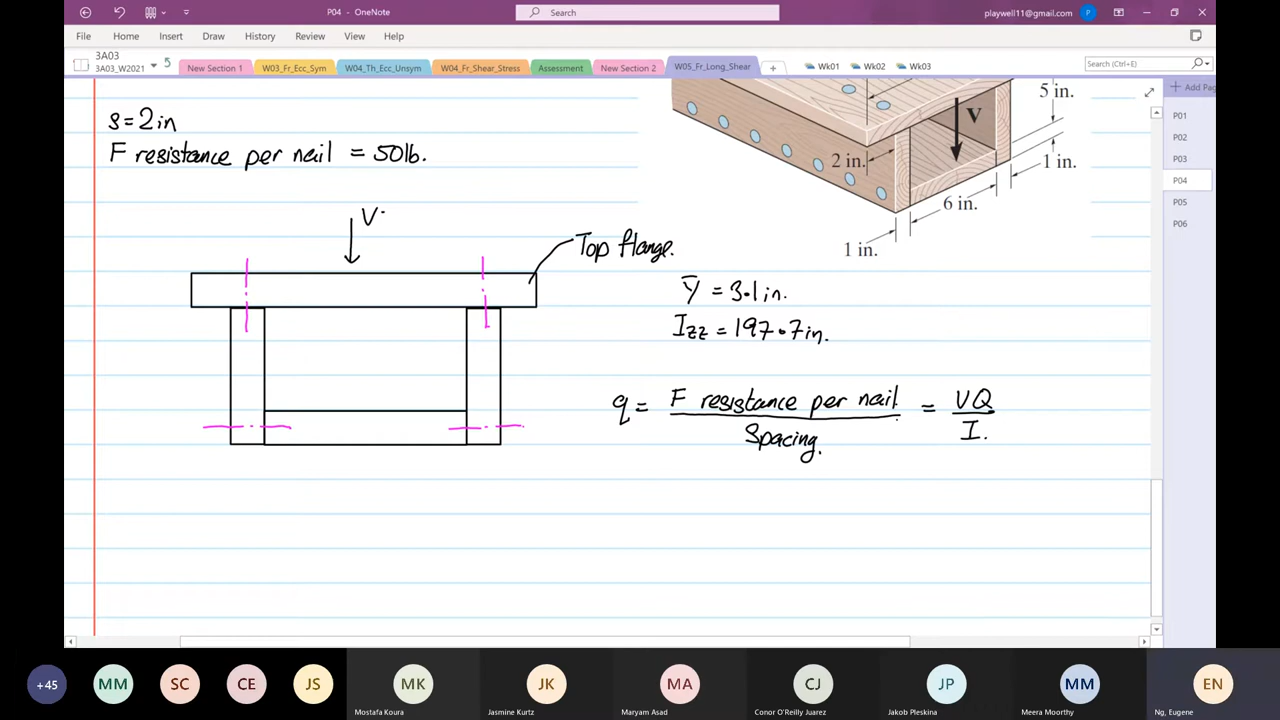 P04 - OneNote
Search
playwell11@gmail.com
P
File Home Insert Draw History Review View Help
3A03
3A03_W2021
5
New Section 1 W03_Fr_Ecc_Sym W04_Th_Ecc_Unsym W04_Fr_Shear_Stress Assessment New Section 2 W05_Fr_Long_Shear + Wk01 Wk02 Wk03
Search (Ctrl+E)
Add Pag
P01
P02
P03
P04
P05
P06
s = 2 in
F resistance per nail = 50lb.
V.
Top flange.
5 in.
V
2 in.
1 in.
6 in.
1 in.
Y̅ = 3.1 in.
Izz = 197.7 in.
q = F resistance per nail / Spacing. = VQ / I.
+45 MM SC CE JS MK JK MA CJ JP MM EN
Mostafa Koura Jasmine Kurtz Maryam Asad Conor O'Reilly Juarez Jakob Pleskina Meera Moorthy Ng, Eugene